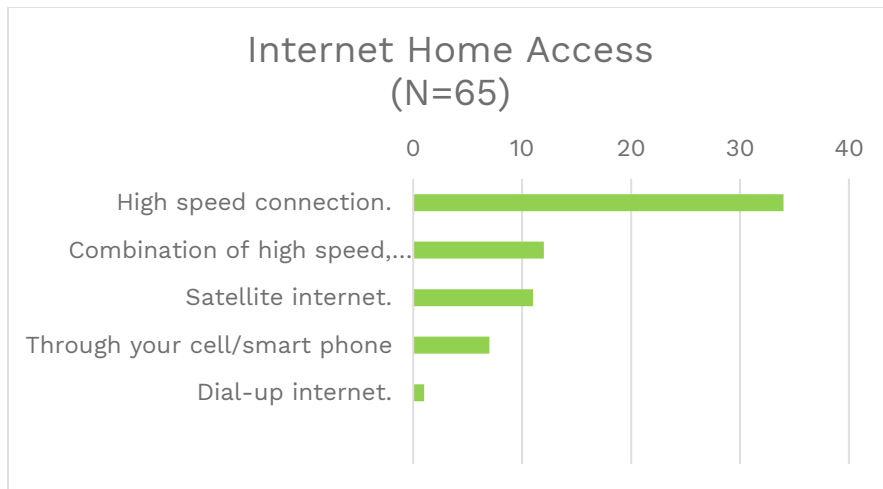 Internet Home Access
(N=65)
0 10 20 30 40
High speed connection.
Combination of high speed,...
Satellite internet.
Through your cell/smart phone
Dial-up internet.